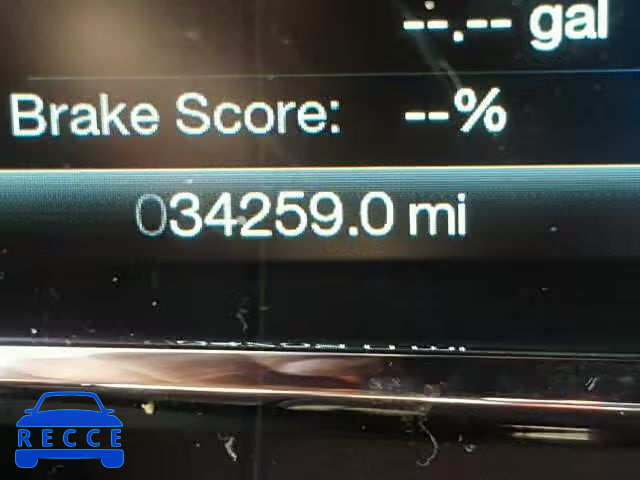 --.-- gal
Brake Score: --%
034259.0 mi
RECCE